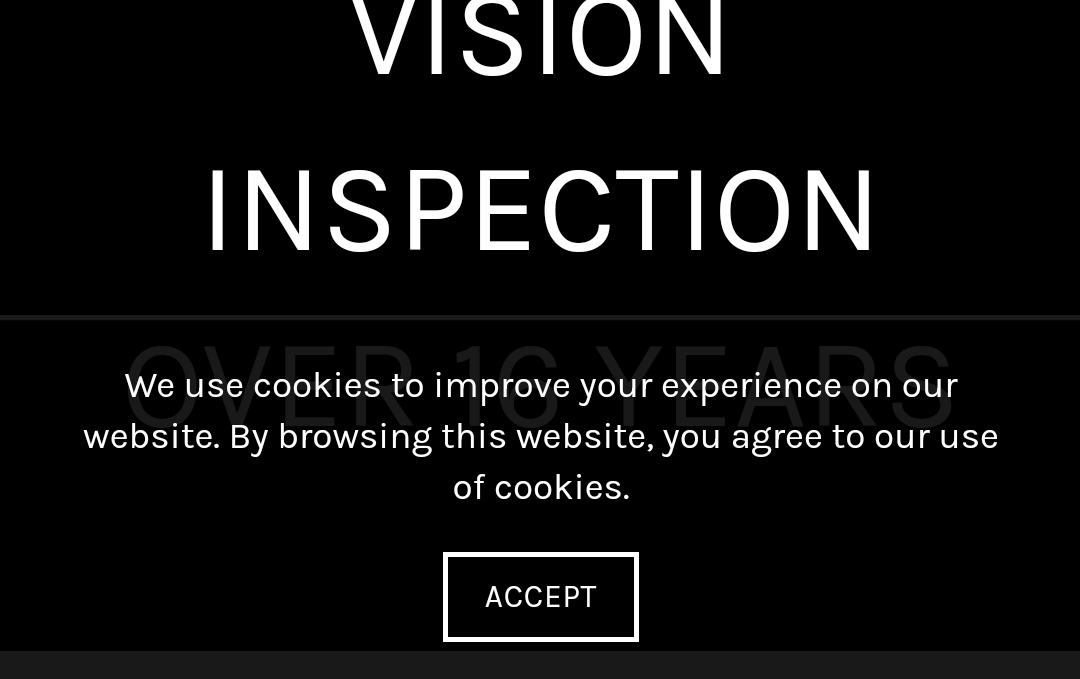 VISION
INSPECTION
OVER 16 YEARS
We use cookies to improve your experience on our
website. By browsing this website, you agree to our use
of cookies.
ACCEPT